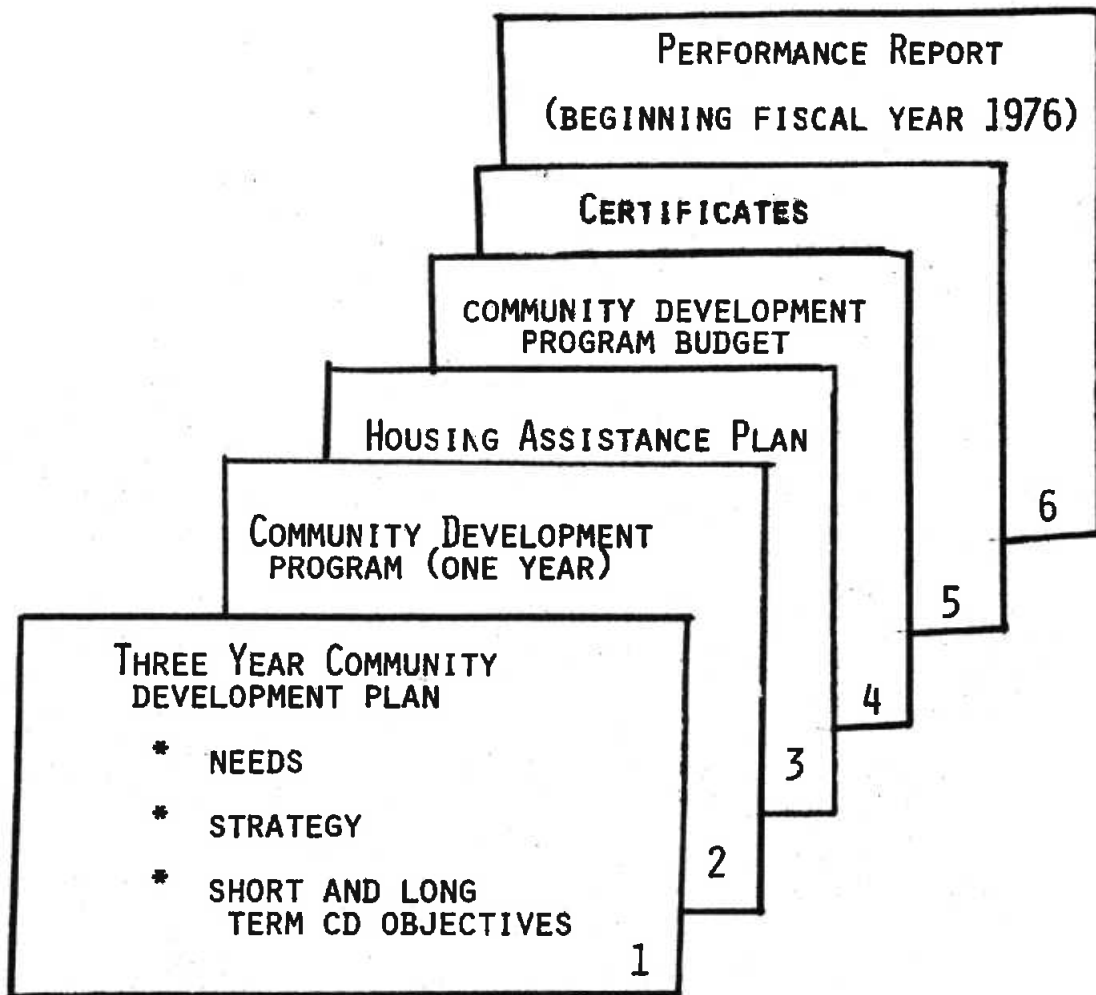 PERFORMANCE REPORT
(BEGINNING FISCAL YEAR 1976)
6
CERTIFICATES
5
COMMUNITY DEVELOPMENT
PROGRAM BUDGET
4
HOUSING ASSISTANCE PLAN
3
COMMUNITY DEVELOPMENT
PROGRAM (ONE YEAR)
2
THREE YEAR COMMUNITY
DEVELOPMENT PLAN
* NEEDS
* STRATEGY
* SHORT AND LONG
TERM CD OBJECTIVES
1